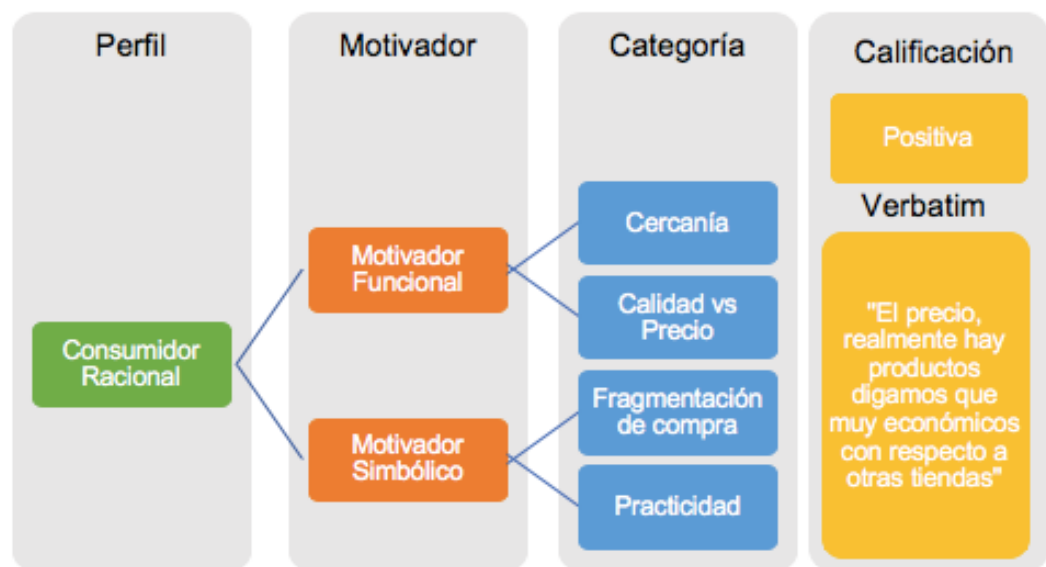 Perfil
Motivador
Categoría
Calificación
Positiva
Verbatim
Cercanía
Motivador
Funcional
Calidad vs
Precio
Consumidor
Racional
Fragmentación
de compra
Motivador
Simbólico
Practicidad
"El precio,
realmente hay
productos
digamos que
muy económicos
con respecto a
otras tiendas"